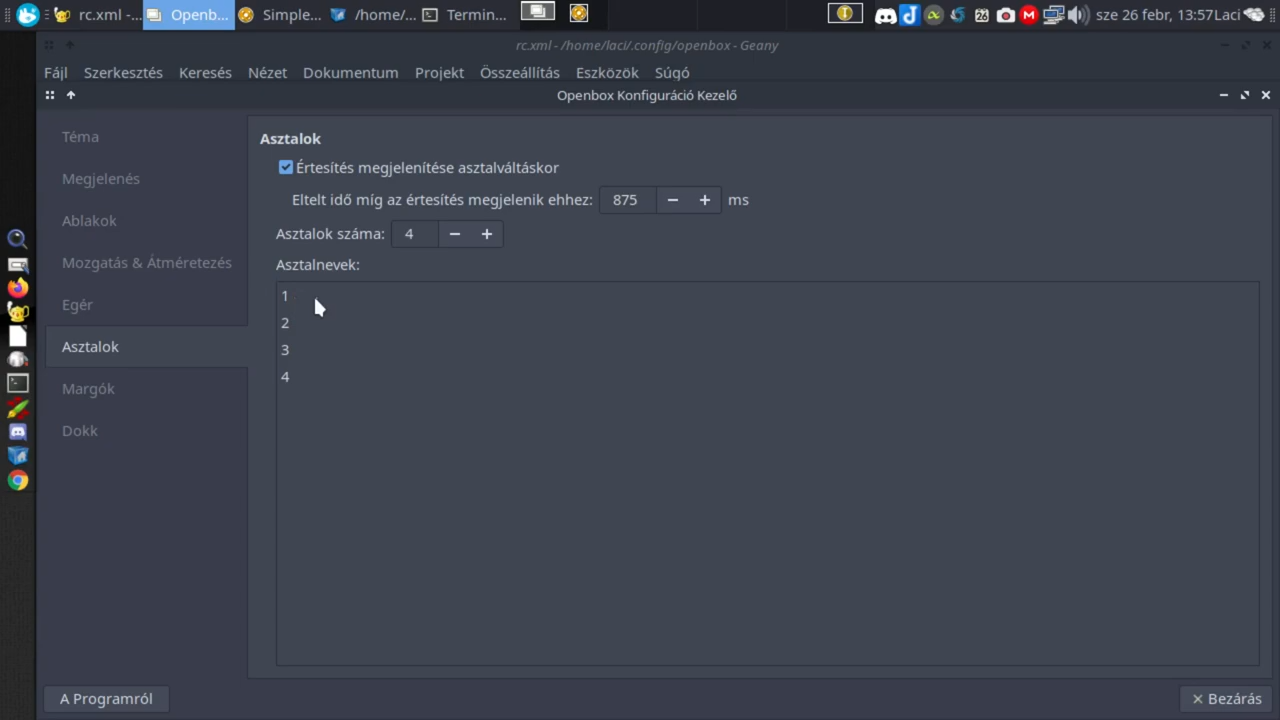 rc.xml -... Openb... Simple... /home/... Termin... 26 M sze 26 febr, 13:57 Laci
rc.xml - /home/laci/.config/openbox - Geany
Fájl Szerkesztés Keresés Nézet Dokumentum Projekt Összeállítás Eszközök Súgó
Openbox Konfiguráció Kezelő
Téma
Megjelenés
Ablakok
Mozgatás & Átméretezés
Egér
Asztalok
Margók
Dokk
Asztalok
Értesítés megjelenítése asztalváltáskor
Eltelt idő míg az értesítés megjelenik ehhez: 875 ms
Asztalok száma: 4
Asztalnevek:
1
2
3
4
A Programról
Bezárás